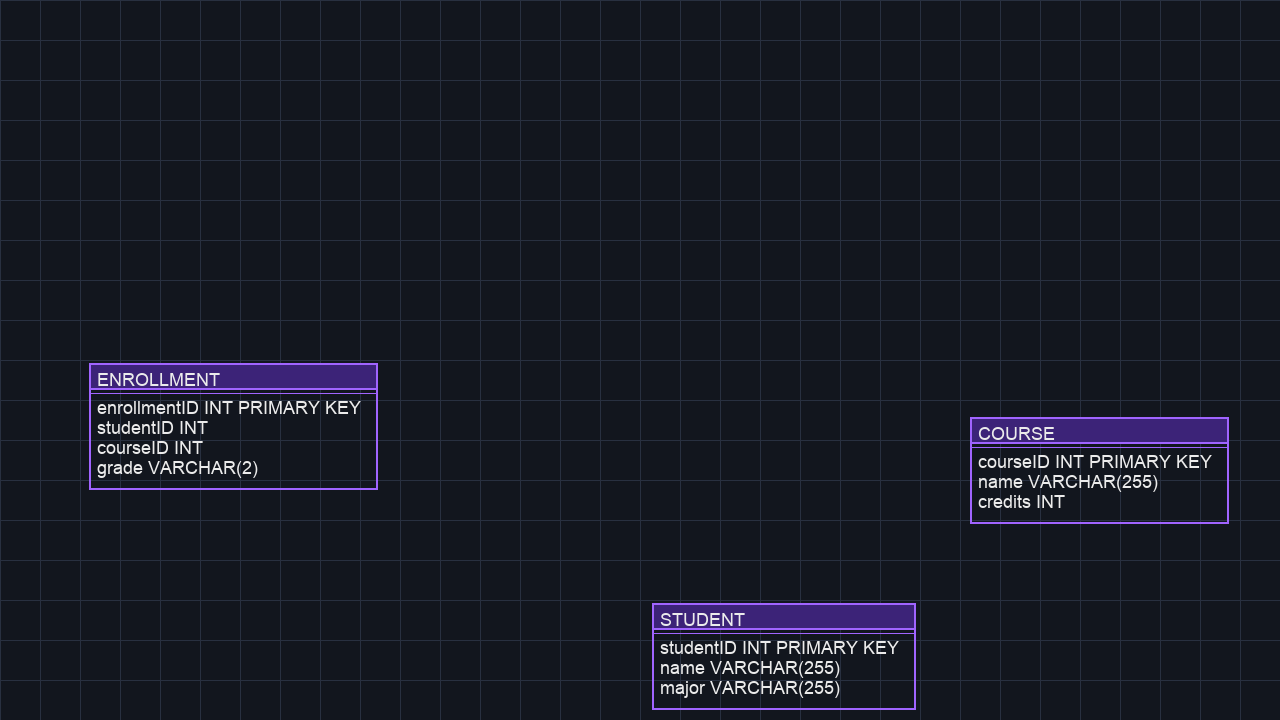 ENROLLMENT
enrollmentID INT PRIMARY KEY
studentID INT
courseID INT
grade VARCHAR(2)
COURSE
courseID INT PRIMARY KEY
name VARCHAR(255)
credits INT
STUDENT
studentID INT PRIMARY KEY
name VARCHAR(255)
major VARCHAR(255)